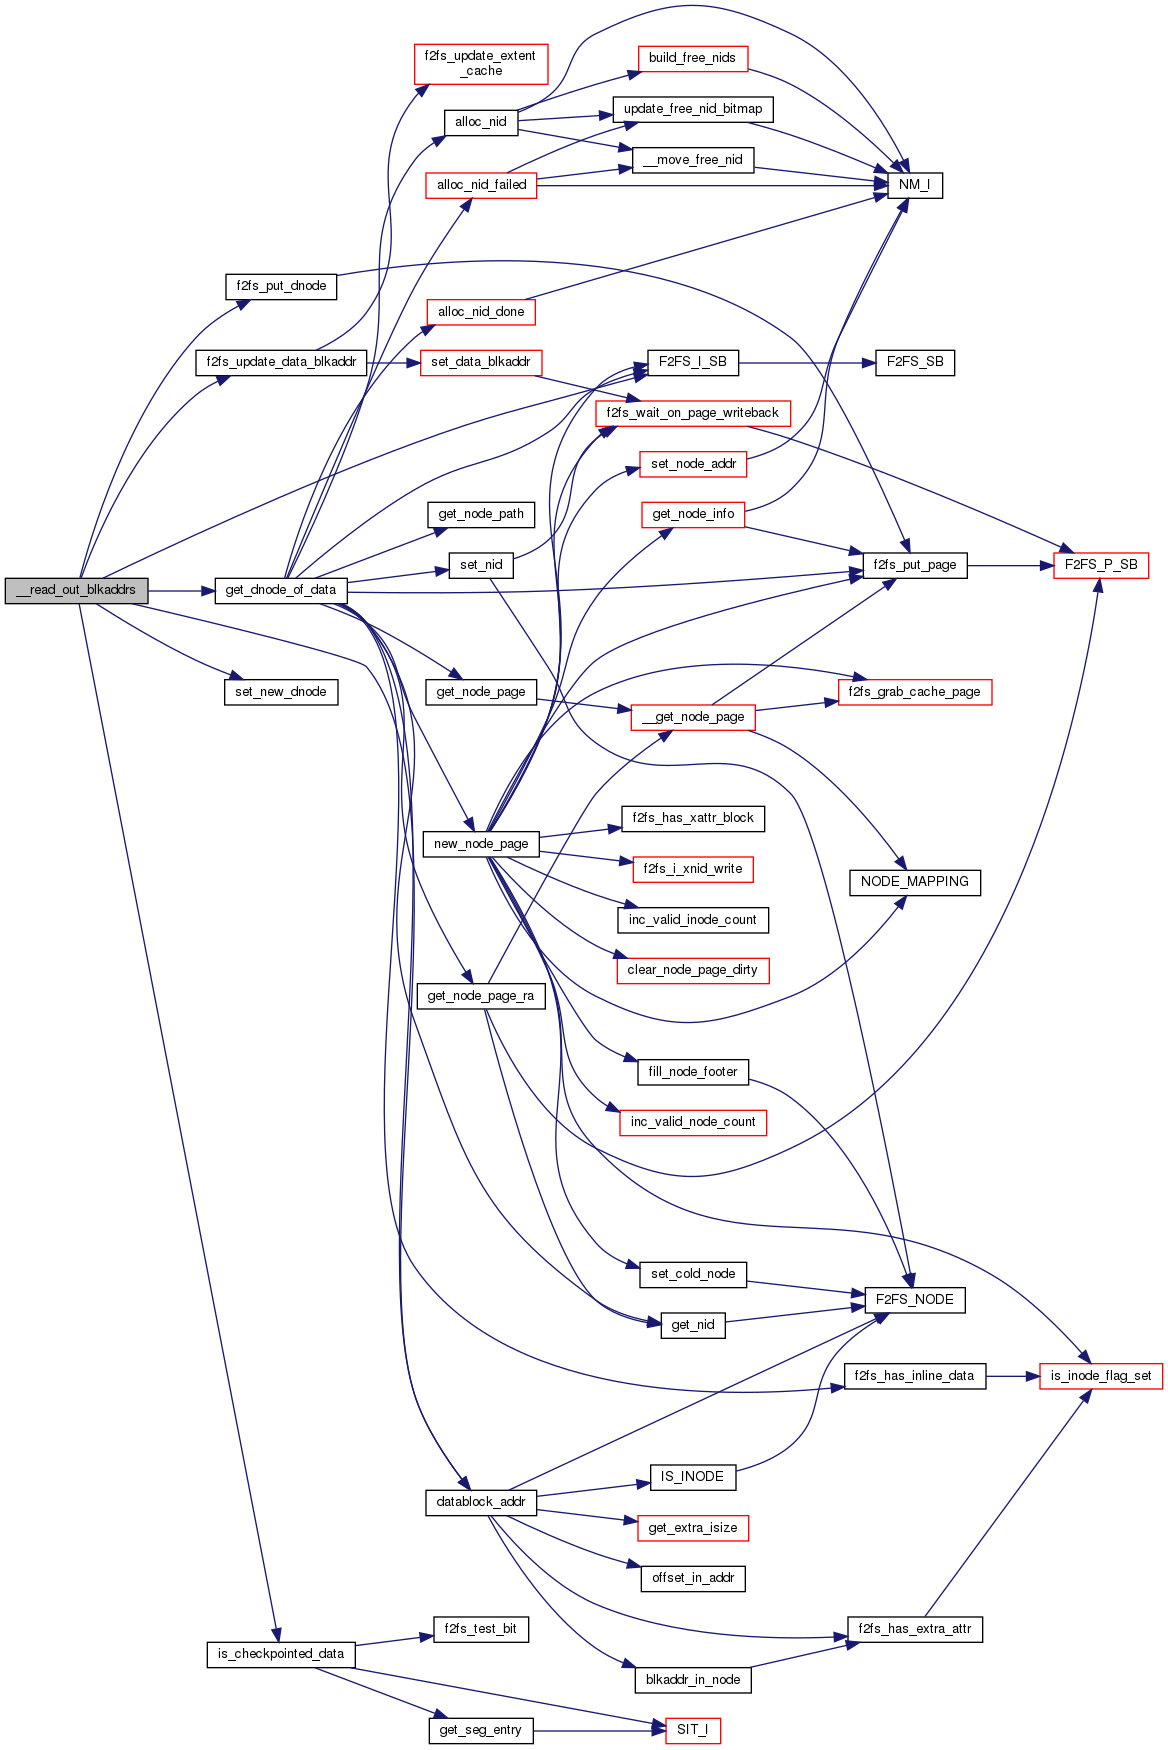 f2fs_update_extent
_cache
build_free_nids
alloc_nid
update_free_nid_bitmap
__move_free_nid
alloc_nid_failed
NM_I
f2fs_put_dnode
alloc_nid_done
f2fs_update_data_blkaddr
set_data_blkaddr
F2FS_I_SB
F2FS_SB
f2fs_wait_on_page_writeback
set_node_addr
get_node_path
get_node_info
set_nid
f2fs_put_page
F2FS_P_SB
__read_out_blkaddrs
get_dnode_of_data
set_new_dnode
get_node_page
f2fs_grab_cache_page
__get_node_page
f2fs_has_xattr_block
new_node_page
f2fs_i_xnid_write
NODE_MAPPING
inc_valid_inode_count
clear_node_page_dirty
get_node_page_ra
fill_node_footer
inc_valid_node_count
set_cold_node
F2FS_NODE
get_nid
f2fs_has_inline_data
is_inode_flag_set
IS_INODE
datablock_addr
get_extra_isize
offset_in_addr
f2fs_test_bit
f2fs_has_extra_attr
is_checkpointed_data
blkaddr_in_node
get_seg_entry
SIT_I